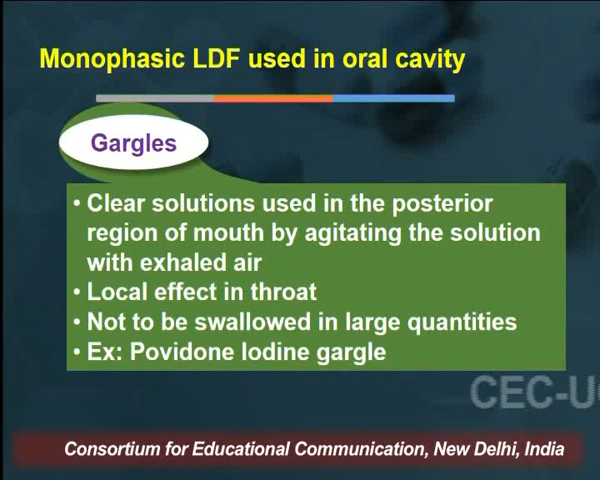 Monophasic LDF used in oral cavity
Gargles
• Clear solutions used in the posterior
region of mouth by agitating the solution
with exhaled air
• Local effect in throat
• Not to be swallowed in large quantities
• Ex: Povidone Iodine gargle
CEC-U
Consortium for Educational Communication, New Delhi, India